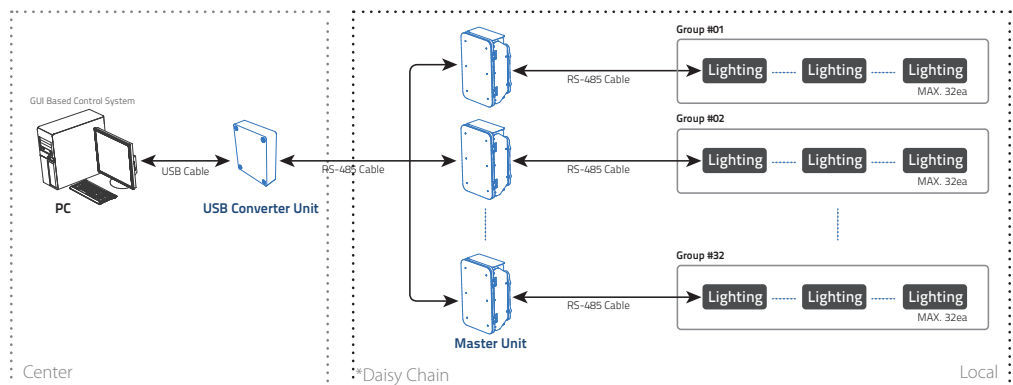 GUI Based Control System
PC
USB Cable
USB Converter Unit
RS-485 Cable
Master Unit
RS-485 Cable
Group #01
Lighting Lighting Lighting
MAX. 32ea
RS-485 Cable
Group #02
Lighting Lighting Lighting
MAX. 32ea
RS-485 Cable
Group #32
Lighting Lighting Lighting
MAX. 32ea
Center
*Daisy Chain
Local